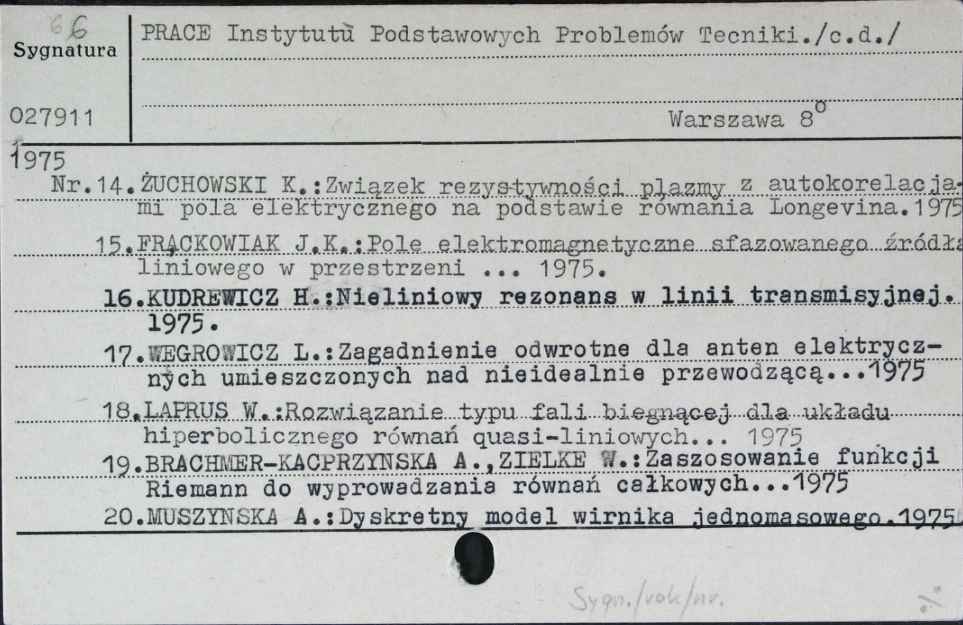 66
Sygnatura
PRACE Instytutu Podstawowych Problemów Tecniki./c.d./
027911
Warszawa 8°
1975
Nr.14.ŻUCHOWSKI K.:Związek rezystywności plazmy z autokorelacja-
mi pola elektrycznego na podstawie równania Longevina.1975
15.FRĄCKOWIAK J.K.:Pole elektromagnetyczne sfazowanego źródła
liniowego w przestrzeni ... 1975.
16.KUDREWICZ H.:Nieliniowy rezonans w linii transmisyjnej.
1975.
17.WĘGROWICZ L.:Zagadnienie odwrotne dla anten elektrycz-
nych umieszczonych nad nieidealnie przewodzącą...1975
18.LAPRUS W.:Rozwiązanie typu fali biegnącej dla układu
hiperbolicznego równań quasi-liniowych... 1975
19.BRACHMER-KACPRZYNSKA A.,ZIELKE W.:Zaszosowanie funkcji
Riemann do wyprowadzania równań całkowych...1975
20.MUSZYNSKA A.:Dyskretny model wirnika jednomasowego.1975
Sygn./rok/nr.
%